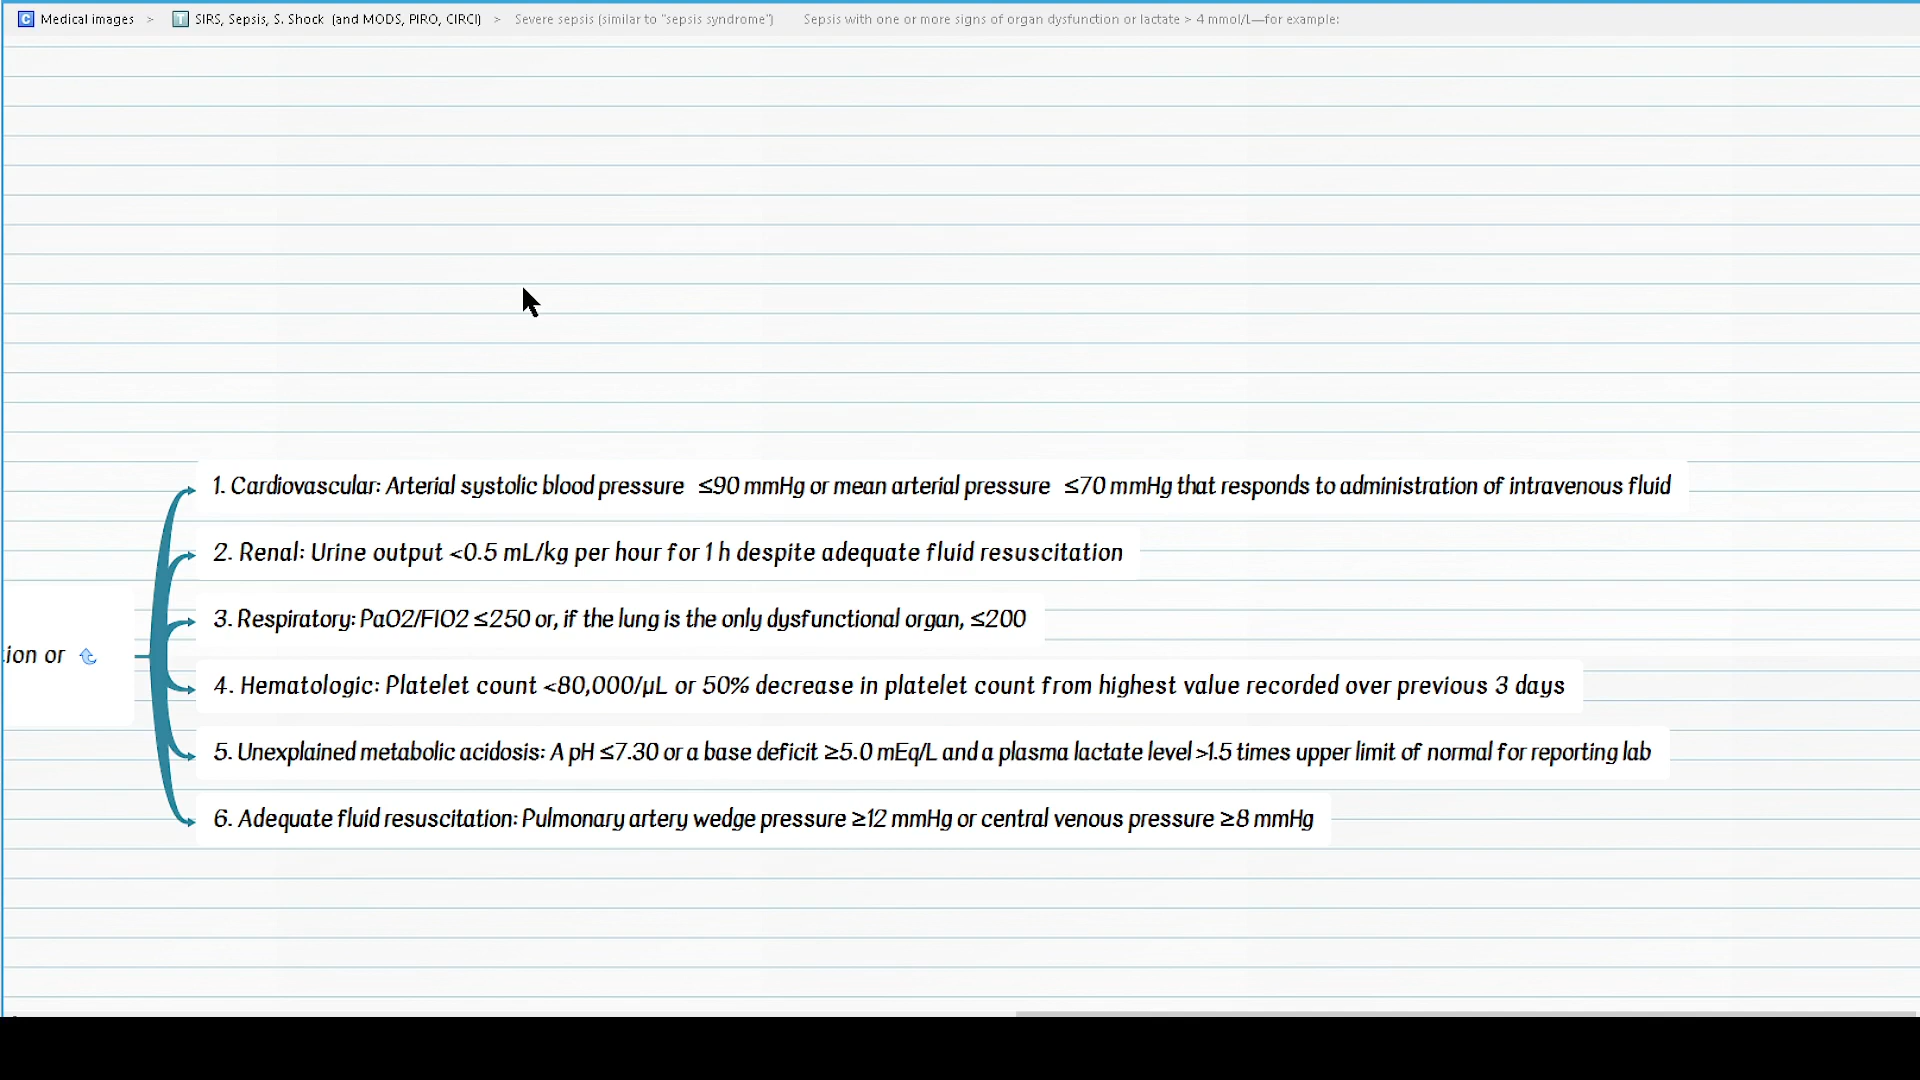 Medical images > SIRS, Sepsis, S. Shock (and MODS, PIRO, CIRCI) > Severe sepsis (similar to "sepsis syndrome") Sepsis with one or more signs of organ dysfunction or lactate > 4 mmol/L—for example:
1. Cardiovascular: Arterial systolic blood pressure ≤90 mmHg or mean arterial pressure ≤70 mmHg that responds to administration of intravenous fluid
2. Renal: Urine output <0.5 mL/kg per hour for 1 h despite adequate fluid resuscitation
3. Respiratory: PaO2/FIO2 ≤250 or, if the lung is the only dysfunctional organ, ≤200
tion or
4. Hematologic: Platelet count <80,000/µL or 50% decrease in platelet count from highest value recorded over previous 3 days
5. Unexplained metabolic acidosis: A pH ≤7.30 or a base deficit ≥5.0 mEq/L and a plasma lactate level >1.5 times upper limit of normal for reporting lab
6. Adequate fluid resuscitation: Pulmonary artery wedge pressure ≥12 mmHg or central venous pressure ≥8 mmHg